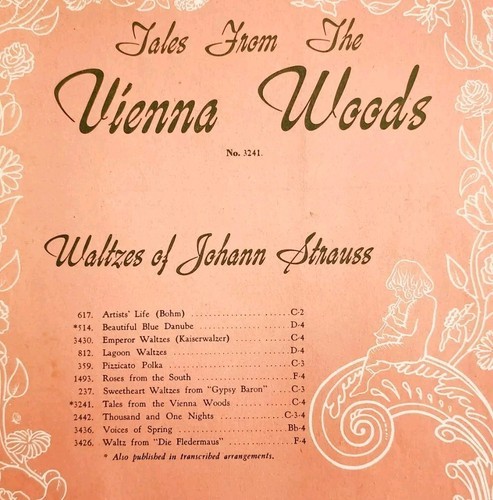 Tales From The
Vienna Woods
No. 3241.
Waltzes of Johann Strauss
617. Artists' Life (Bohm) ........................ C-2
*514. Beautiful Blue Danube ........................ D-4
3430. Emperor Waltzes (Kaiserwalzer) ............. C-4
812. Lagoon Waltzes ........................ D-4
359. Pizzicato Polka ........................ C-3
1493. Roses from the South ........................ F-4
237. Sweetheart Waltzes from "Gypsy Baron" .... C-3
*3241. Tales from the Vienna Woods ............. C-4
2442. Thousand and One Nights ............. C-3-4
3436. Voices of Spring ........................ Bb-4
3426. Waltz from "Die Fledermaus" ............. F-4
* Also published in transcribed arrangements.